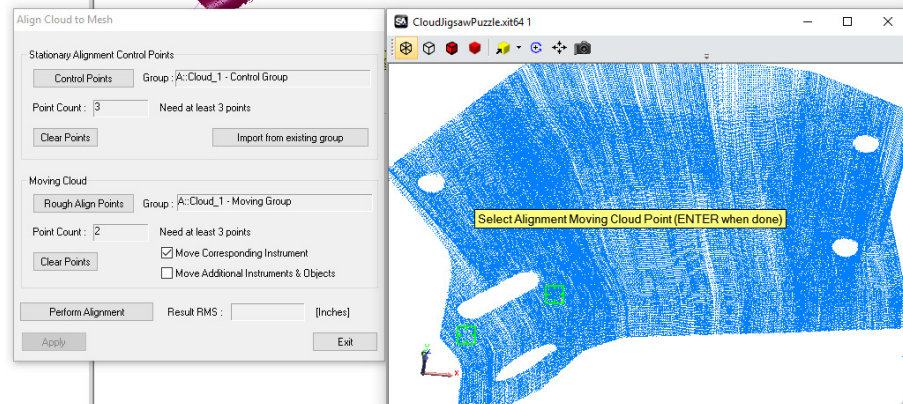 Align Cloud to Mesh
Stationary Alignment Control Points
Control Points Group : A::Cloud_1 - Control Group
Point Count : 3 Need at least 3 points
Clear Points Import from existing group
Moving Cloud
Rough Align Points Group : A::Cloud_1 - Moving Group
Point Count : 2 Need at least 3 points
Clear Points
Move Corresponding Instrument
Move Additional Instruments & Objects
Perform Alignment Result RMS : [Inches]
Apply Exit
SA CloudJigsawPuzzle.xit64 1
Select Alignment Moving Cloud Point (ENTER when done)
x